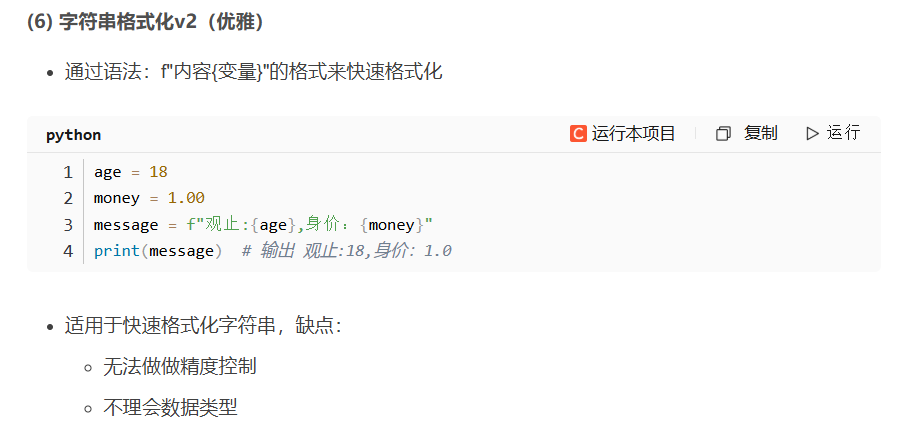 (6) 字符串格式化v2（优雅）
通过语法：f"内容{变量}"的格式来快速格式化
python
C 运行本项目 复制 运行
1 age = 18
2 money = 1.00
3 message = f"观止:{age},身价：{money}"
4 print(message)  # 输出 观止:18,身价：1.0
适用于快速格式化字符串，缺点：
无法做做精度控制
不理会数据类型